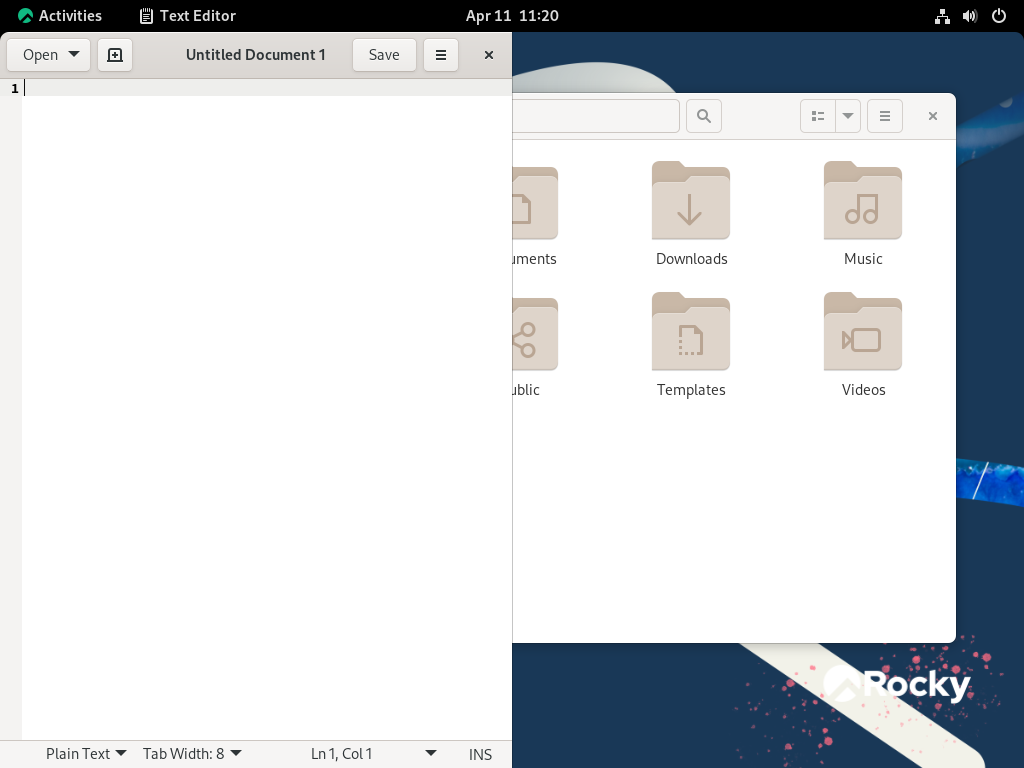 Activities
Text Editor
Apr 11 11:20
Open
Untitled Document 1
Save
1
uments
Downloads
Music
ublic
Templates
Videos
Rocky
Plain Text
Tab Width: 8
Ln 1, Col 1
INS